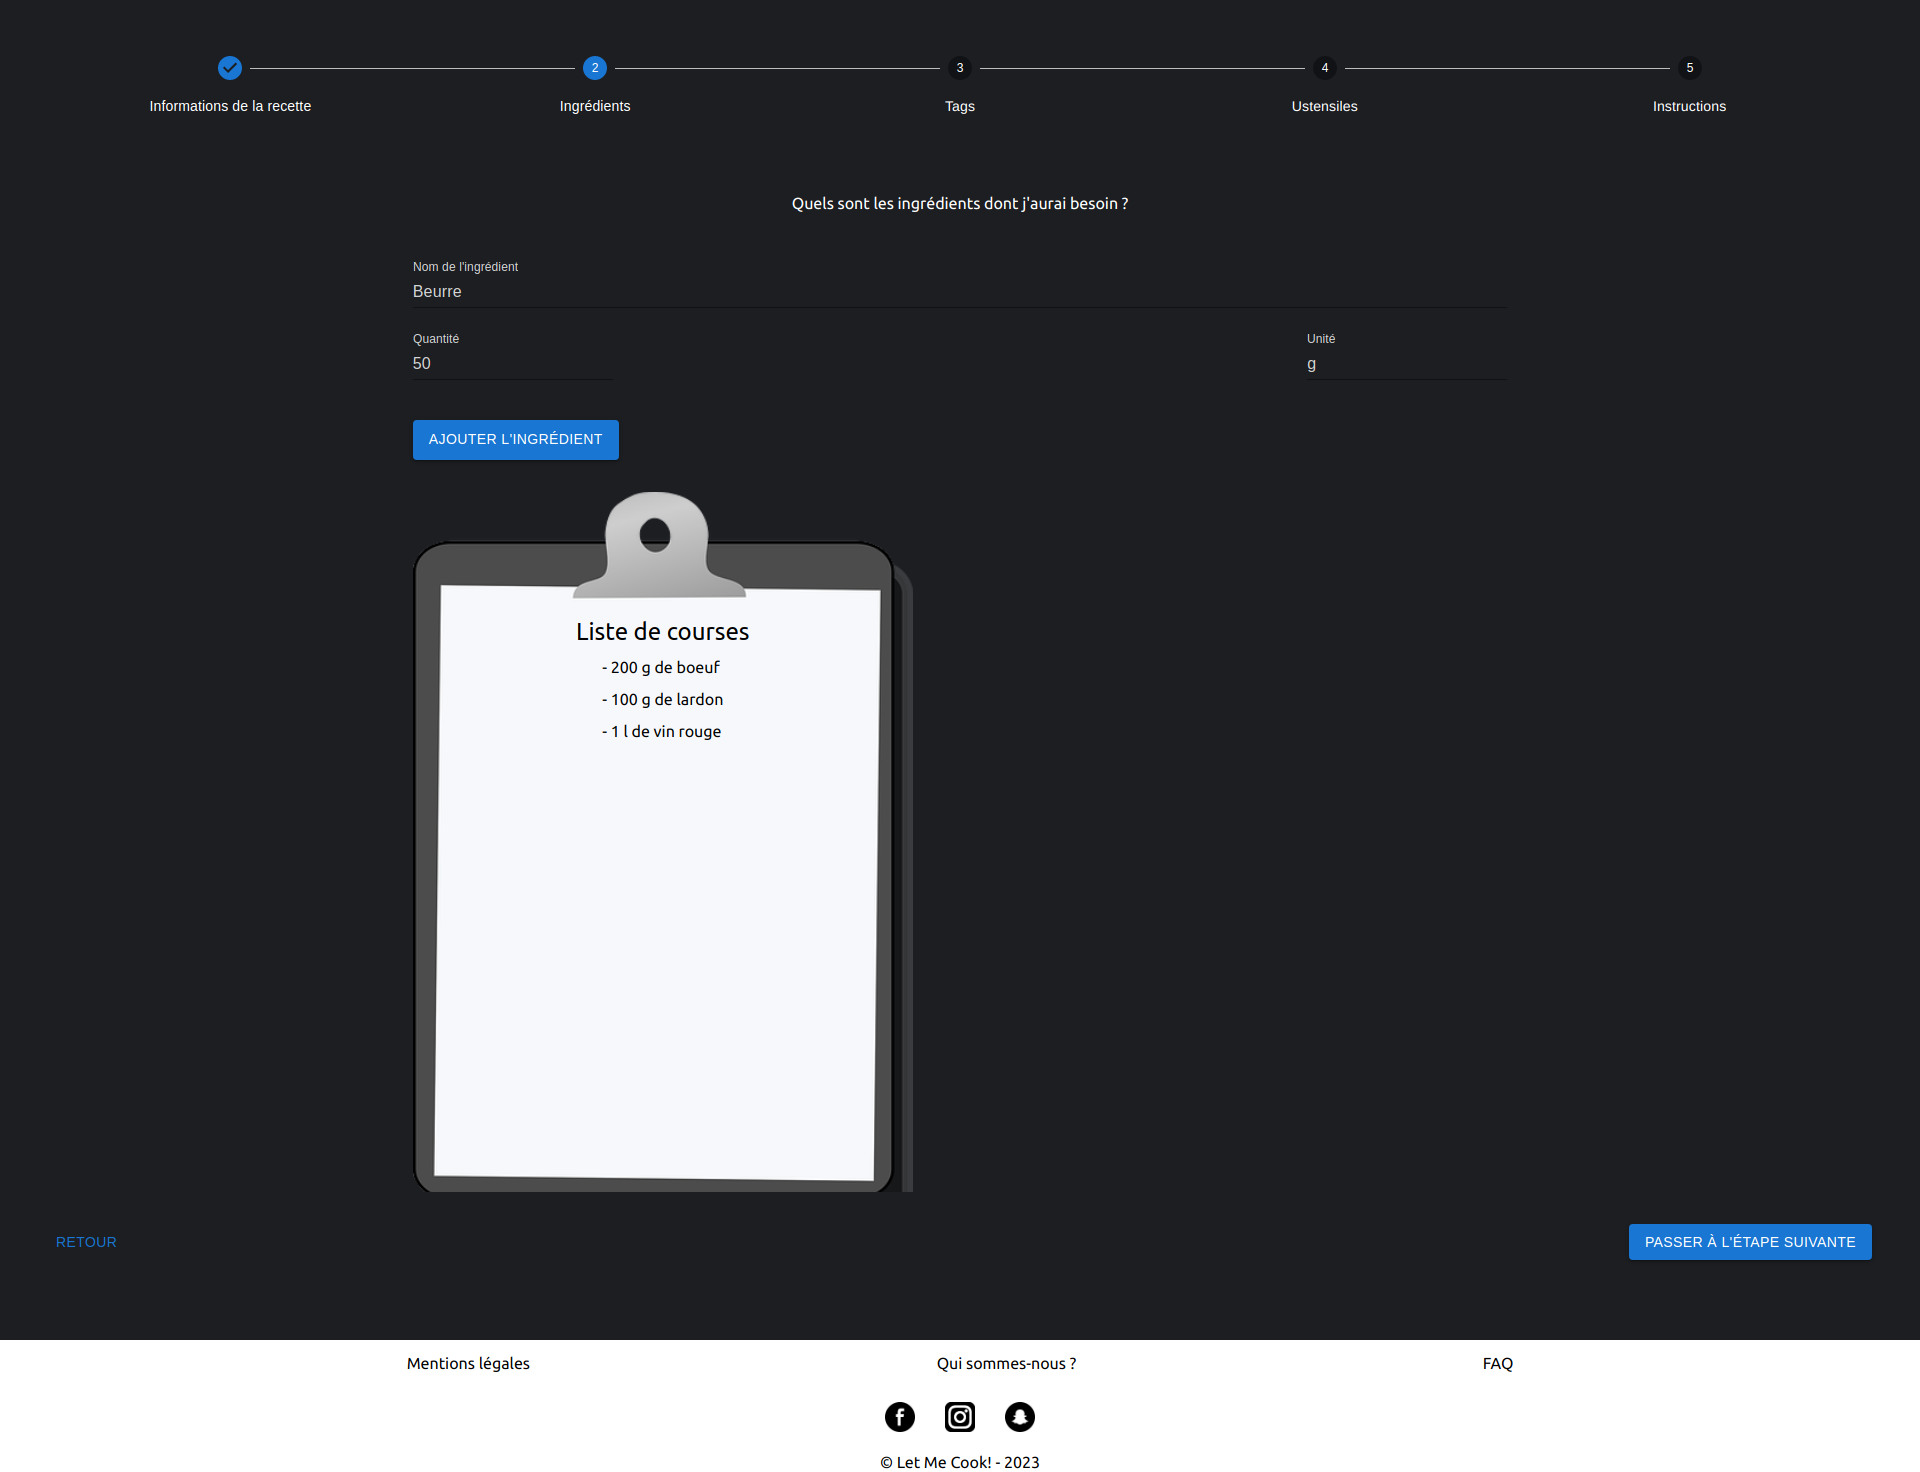 2
3
4
5
Informations de la recette
Ingrédients
Tags
Ustensiles
Instructions
Quels sont les ingrédients dont j'aurai besoin ?
Nom de l'ingrédient
Beurre
Quantité
Unité
50
g
AJOUTER L'INGRÉDIENT
Liste de courses
- 200 g de boeuf
- 100 g de lardon
- 1 l de vin rouge
RETOUR
PASSER À L'ÉTAPE SUIVANTE
Mentions légales
Qui sommes-nous ?
FAQ
© Let Me Cook! - 2023